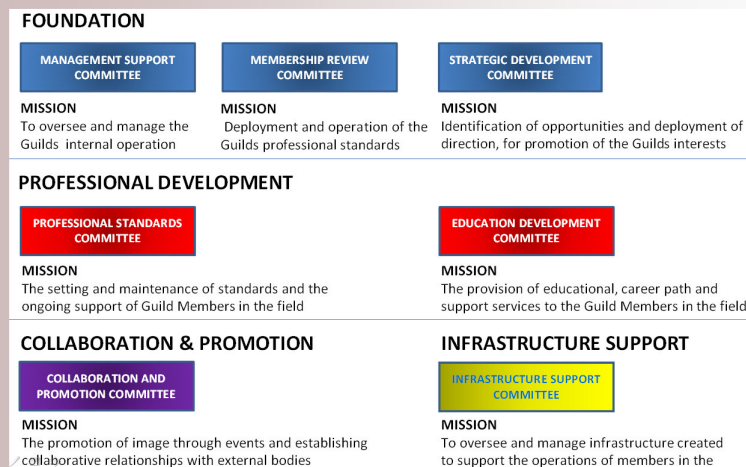 FOUNDATION
MANAGEMENT SUPPORT
COMMITTEE
MISSION
To oversee and manage the
Guilds internal operation
MEMBERSHIP REVIEW
COMMITTEE
MISSION
Deployment and operation of the
Guilds professional standards
STRATEGIC DEVELOPMENT
COMMITTEE
MISSION
Identification of opportunities and deployment of
direction, for promotion of the Guilds interests
PROFESSIONAL DEVELOPMENT
PROFESSIONAL STANDARDS
COMMITTEE
MISSION
The setting and maintenance of standards and the
ongoing support of Guild Members in the field
EDUCATION DEVELOPMENT
COMMITTEE
MISSION
The provision of educational, career path and
support services to the Guild Members in the field
COLLABORATION & PROMOTION
COLLABORATION AND
PROMOTION COMMITTEE
MISSION
The promotion of image through events and establishing
collaborative relationships with external bodies
INFRASTRUCTURE SUPPORT
INFRASTRUCTURE SUPPORT
COMMITTEE
MISSION
To oversee and manage infrastructure created
to support the operations of members in the